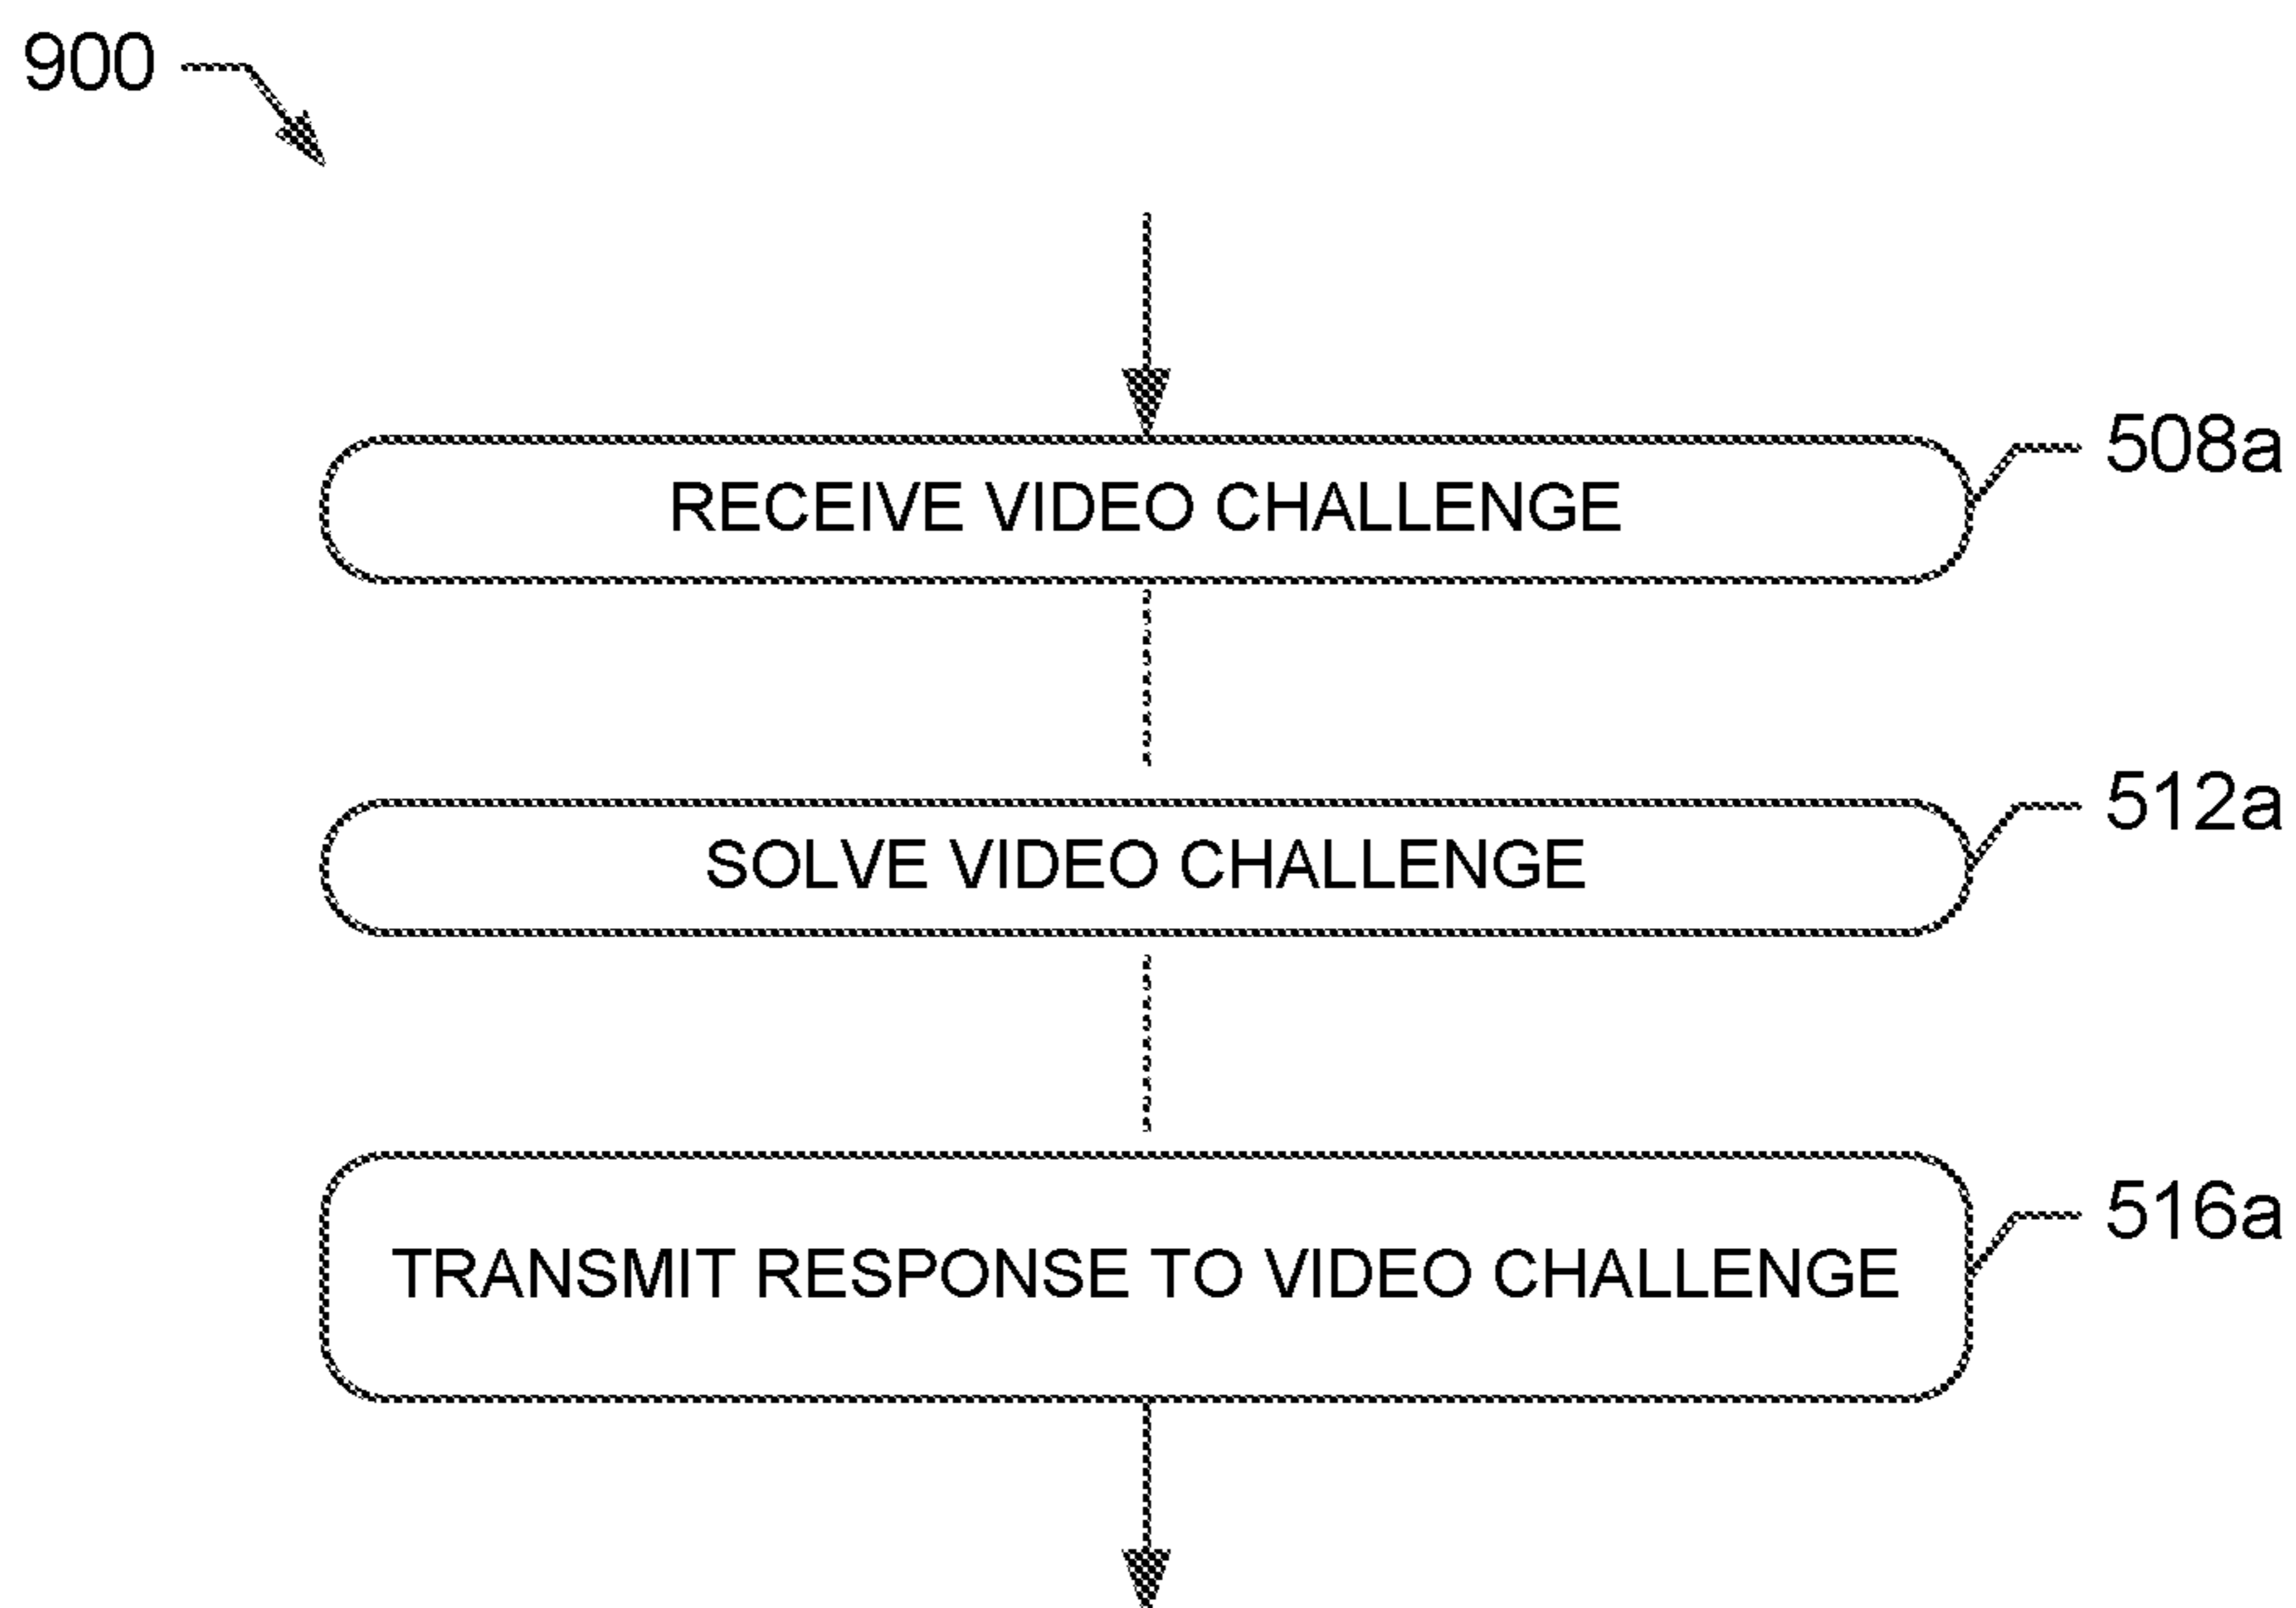 900
RECEIVE VIDEO CHALLENGE
508a
SOLVE VIDEO CHALLENGE
512a
TRANSMIT RESPONSE TO VIDEO CHALLENGE
516a